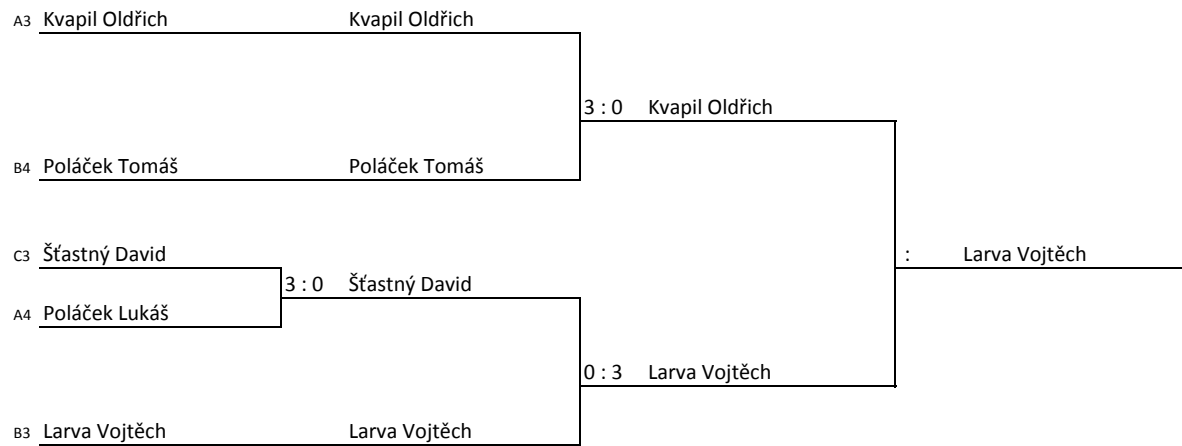 A3 Kvapil Oldřich Kvapil Oldřich
3 : 0 Kvapil Oldřich
B4 Poláček Tomáš Poláček Tomáš
C3 Šťastný David
: Larva Vojtěch
3 : 0 Šťastný David
A4 Poláček Lukáš
0 : 3 Larva Vojtěch
B3 Larva Vojtěch Larva Vojtěch